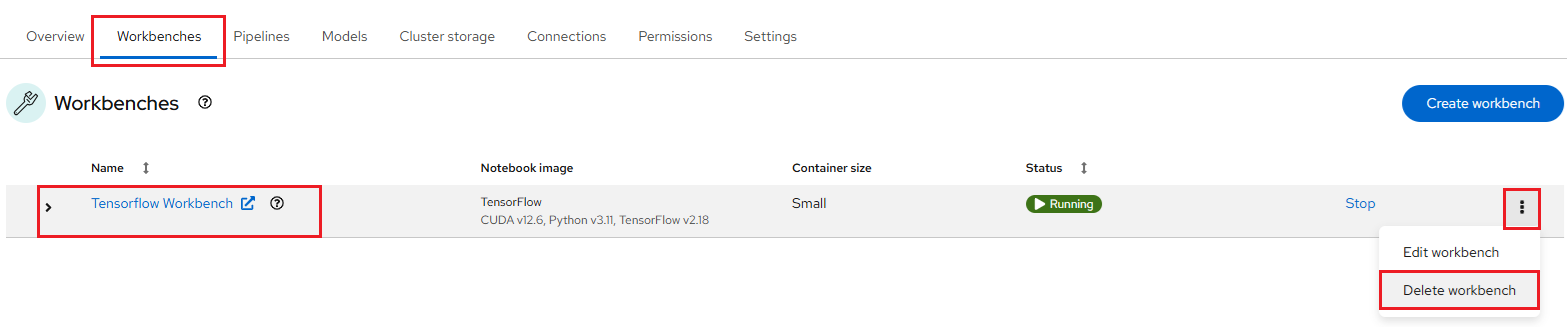 Overview Workbenches Pipelines Models Cluster storage Connections Permissions Settings
Workbenches
Create workbench
Name Notebook image Container size Status
Tensorflow Workbench TensorFlow Small Running Stop
CUDA v12.6, Python v3.11, TensorFlow v2.18
Edit workbench
Delete workbench